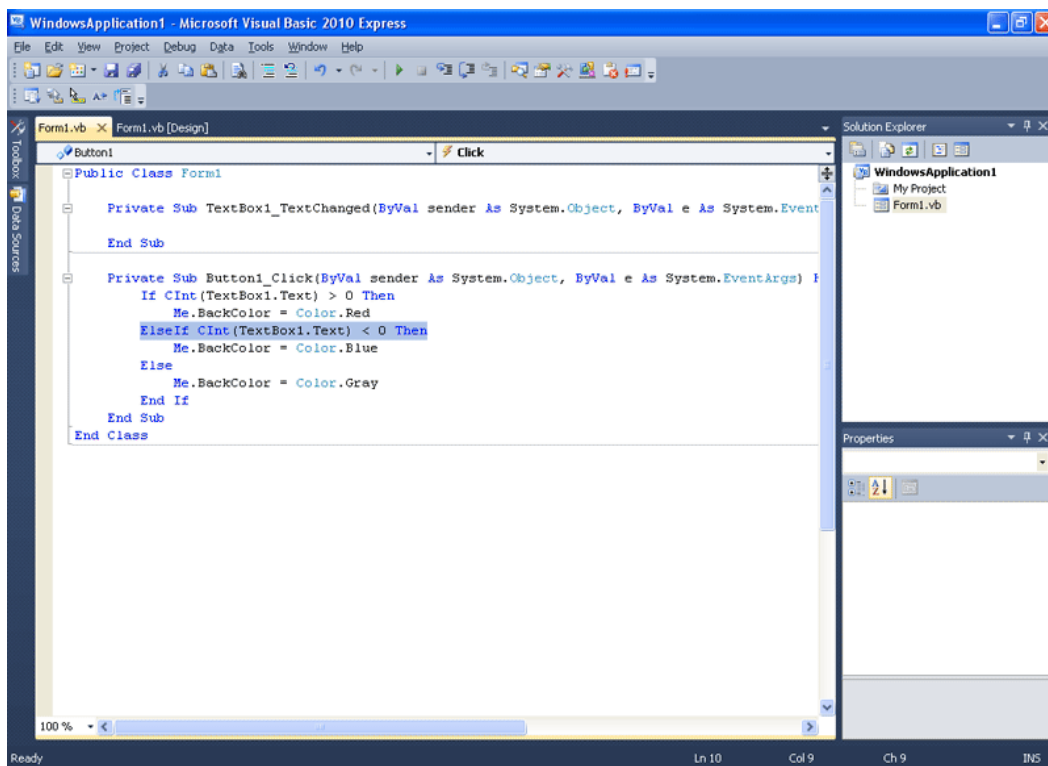 WindowsApplication1 - Microsoft Visual Basic 2010 Express
File Edit View Project Debug Data Tools Window Help
Form1.vb Form1.vb [Design]
Button1 Click
Public Class Form1
Private Sub TextBox1_TextChanged(ByVal sender As System.Object, ByVal e As System.Event
End Sub
Private Sub Button1_Click(ByVal sender As System.Object, ByVal e As System.EventArgs) H
If CInt(TextBox1.Text) > 0 Then
Me.BackColor = Color.Red
ElseIf CInt(TextBox1.Text) < 0 Then
Me.BackColor = Color.Blue
Else
Me.BackColor = Color.Gray
End If
End Sub
End Class
100 %
Toolbox
Data Sources
Solution Explorer
WindowsApplication1
My Project
Form1.vb
Properties
Ready Ln 10 Col 9 Ch 9 INS